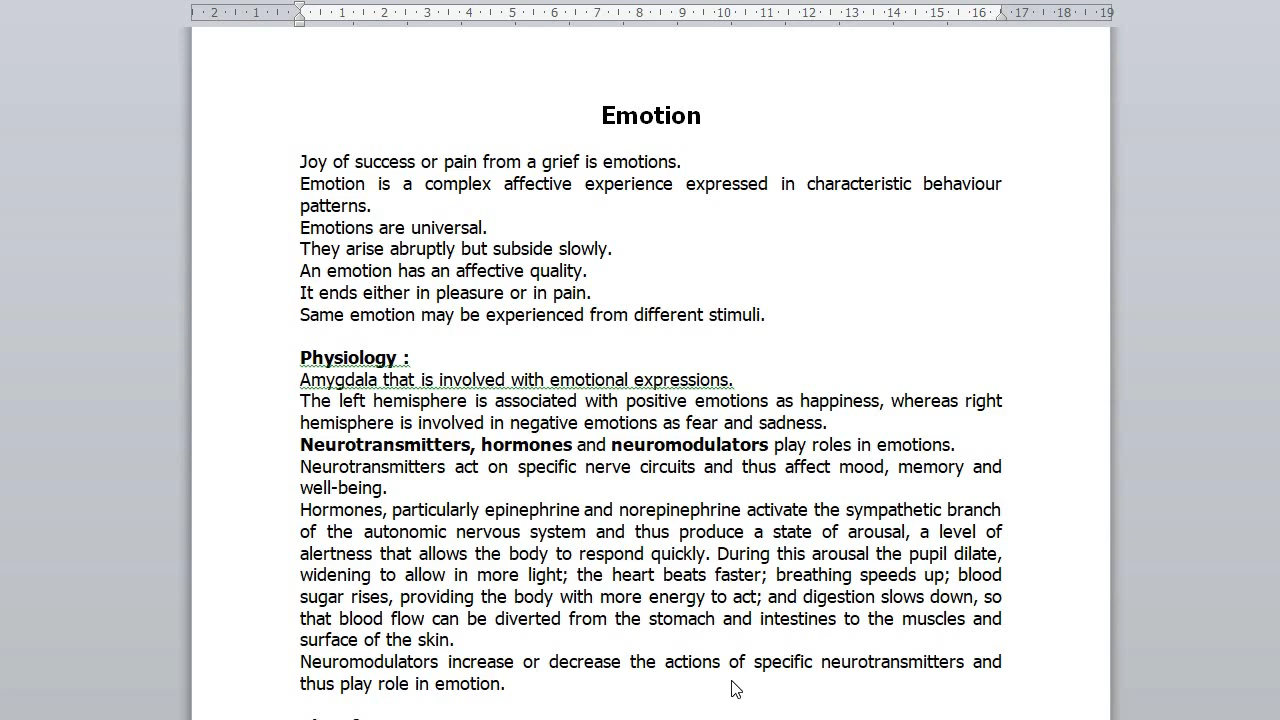 2 1 1 2 3 4 5 6 7 8 9 10 11 12 13 14 15 16 17 18 19
Emotion
Joy of success or pain from a grief is emotions.
Emotion is a complex affective experience expressed in characteristic behaviour
patterns.
Emotions are universal.
They arise abruptly but subside slowly.
An emotion has an affective quality.
It ends either in pleasure or in pain.
Same emotion may be experienced from different stimuli.
Physiology :
Amygdala that is involved with emotional expressions.
The left hemisphere is associated with positive emotions as happiness, whereas right
hemisphere is involved in negative emotions as fear and sadness.
Neurotransmitters, hormones and neuromodulators play roles in emotions.
Neurotransmitters act on specific nerve circuits and thus affect mood, memory and
well-being.
Hormones, particularly epinephrine and norepinephrine activate the sympathetic branch
of the autonomic nervous system and thus produce a state of arousal, a level of
alertness that allows the body to respond quickly. During this arousal the pupil dilate,
widening to allow in more light; the heart beats faster; breathing speeds up; blood
sugar rises, providing the body with more energy to act; and digestion slows down, so
that blood flow can be diverted from the stomach and intestines to the muscles and
surface of the skin.
Neuromodulators increase or decrease the actions of specific neurotransmitters and
thus play role in emotion.